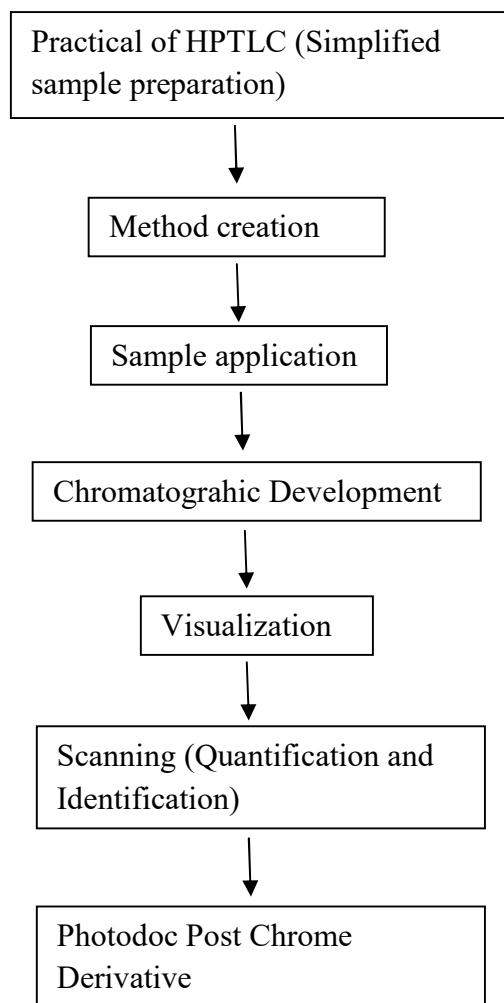 Practical of HPTLC (Simplified
sample preparation)
Method creation
Sample application
Chromatograhic Development
Visualization
Scanning (Quantification and
Identification)
Photodoc Post Chrome
Derivative